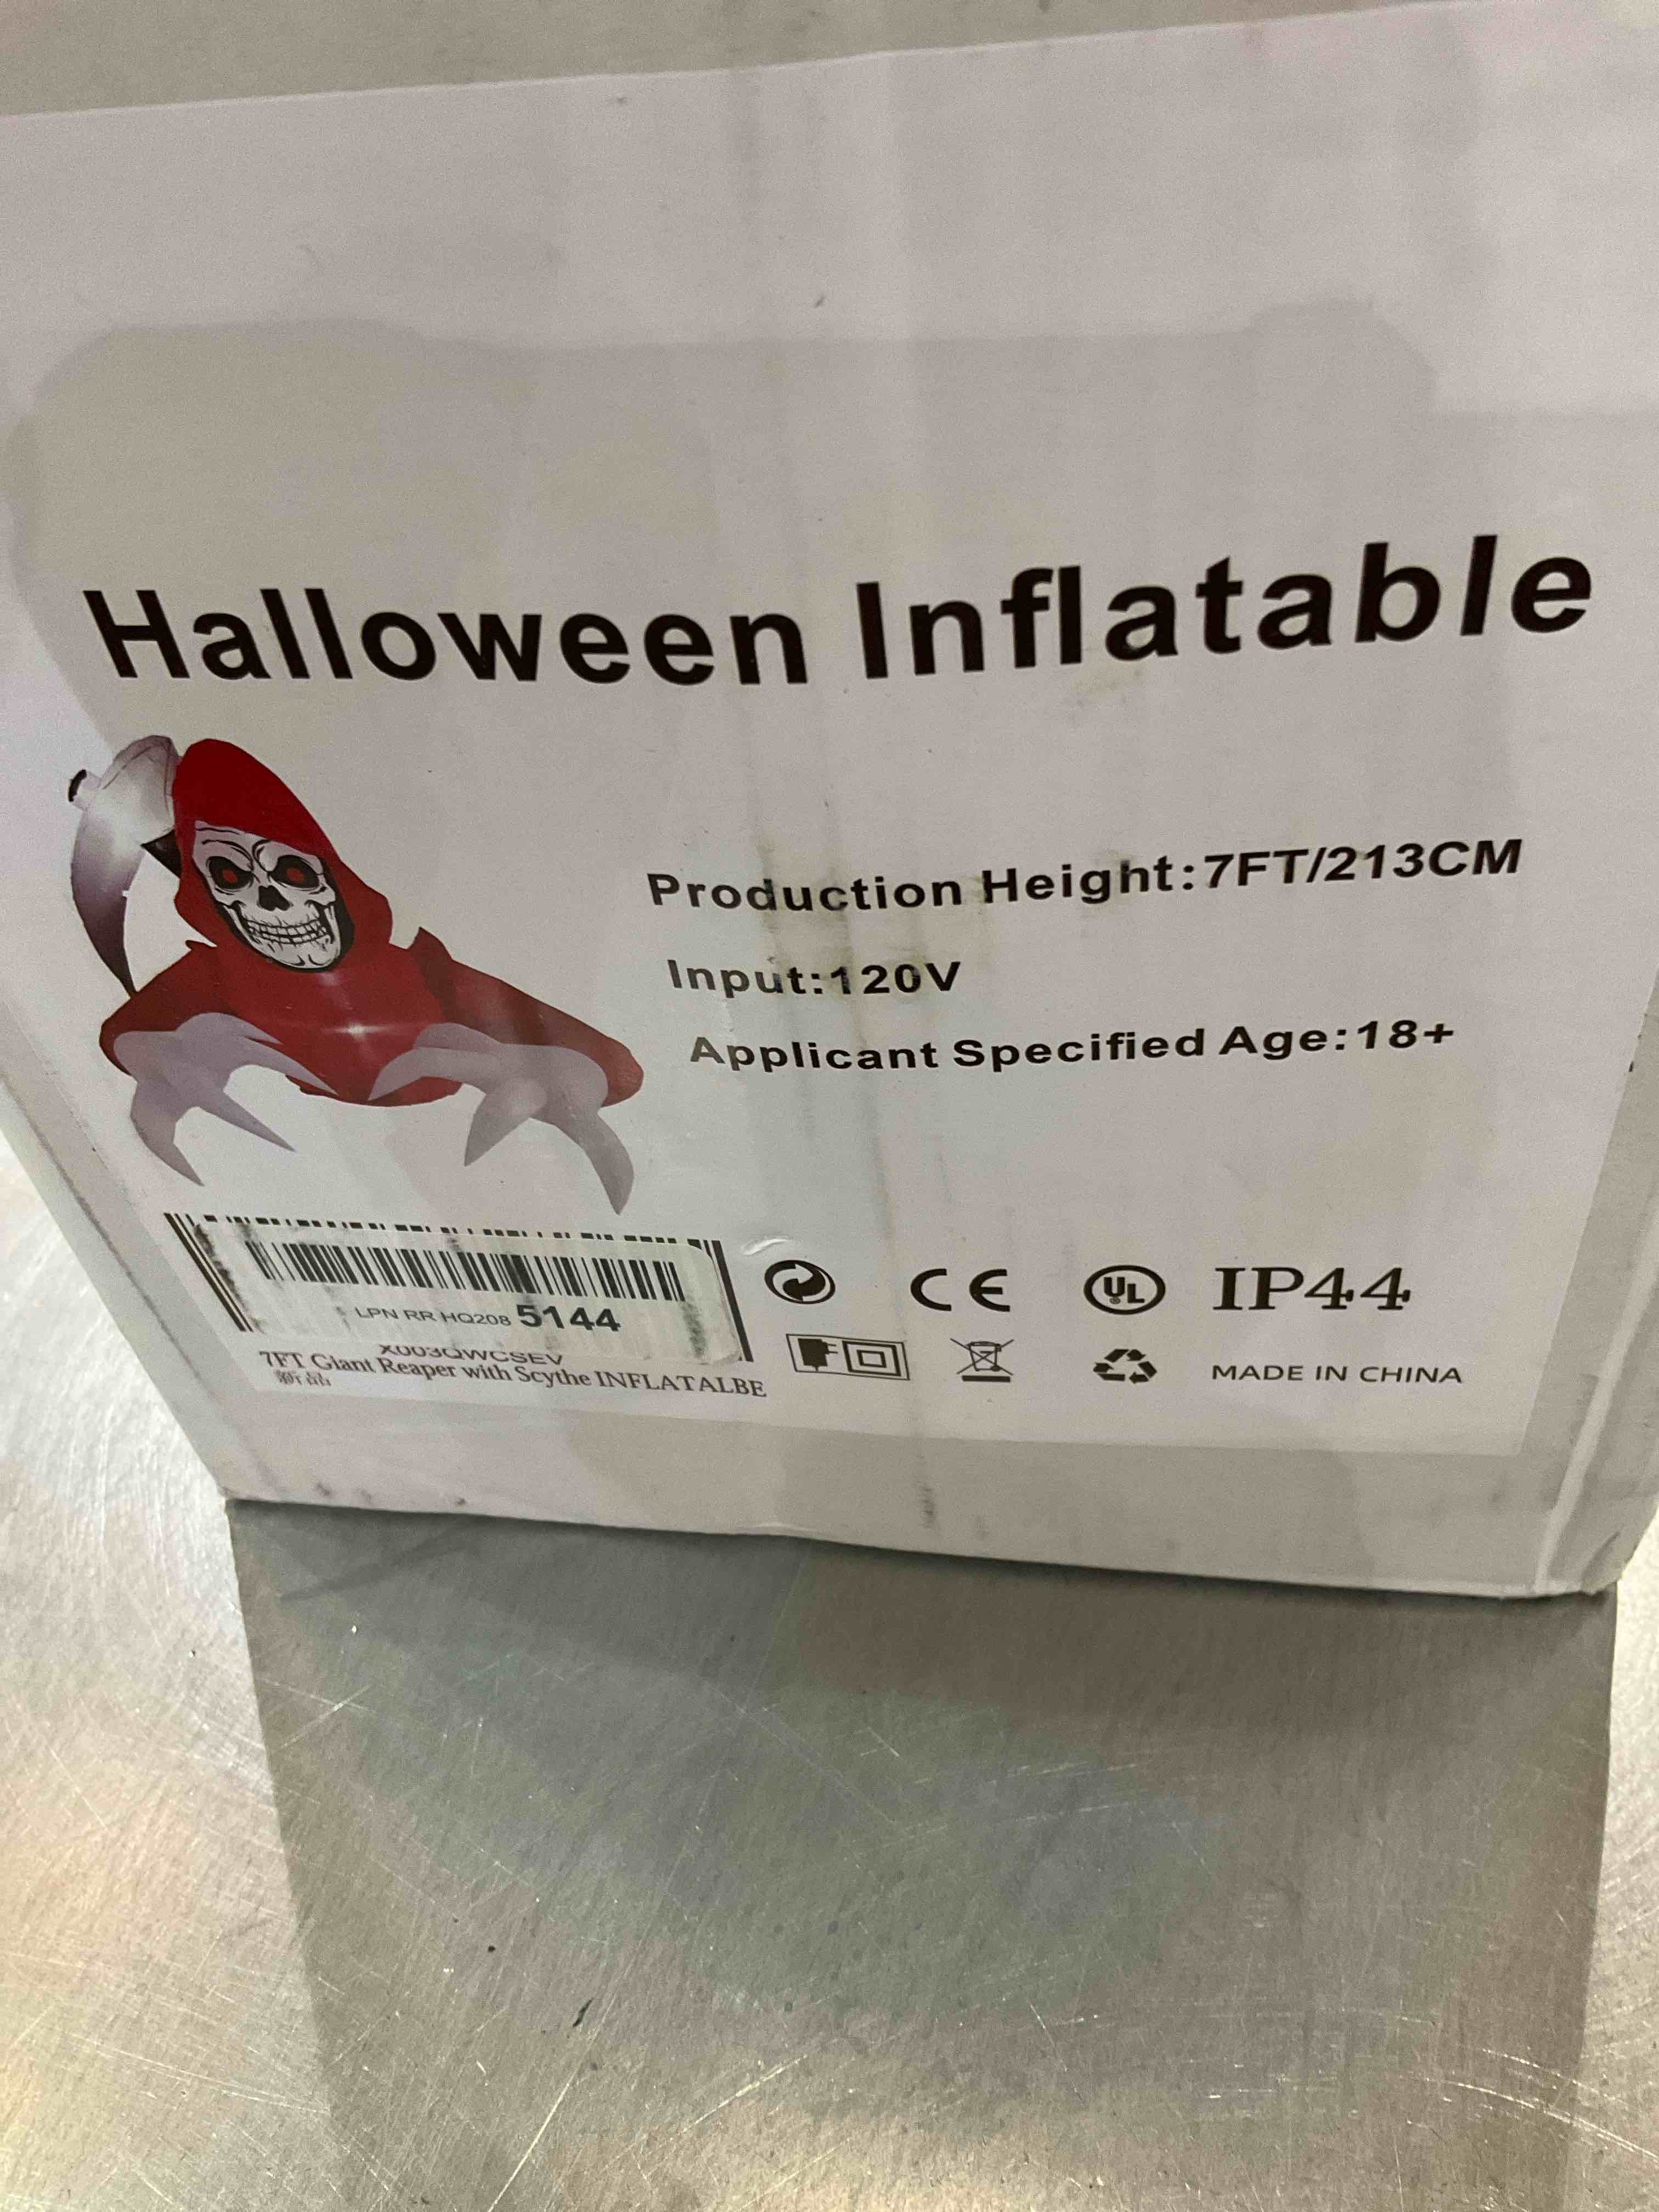 Halloween Inflatable
Production Height:7FT/213CM
Input:120V
Applicant Specified Age:18+
LPN RR HQ208 5144
X003QWCSEV
7FT Giant Reaper with Scythe INFLATALBE
CE
UL
IP44
MADE IN CHINA